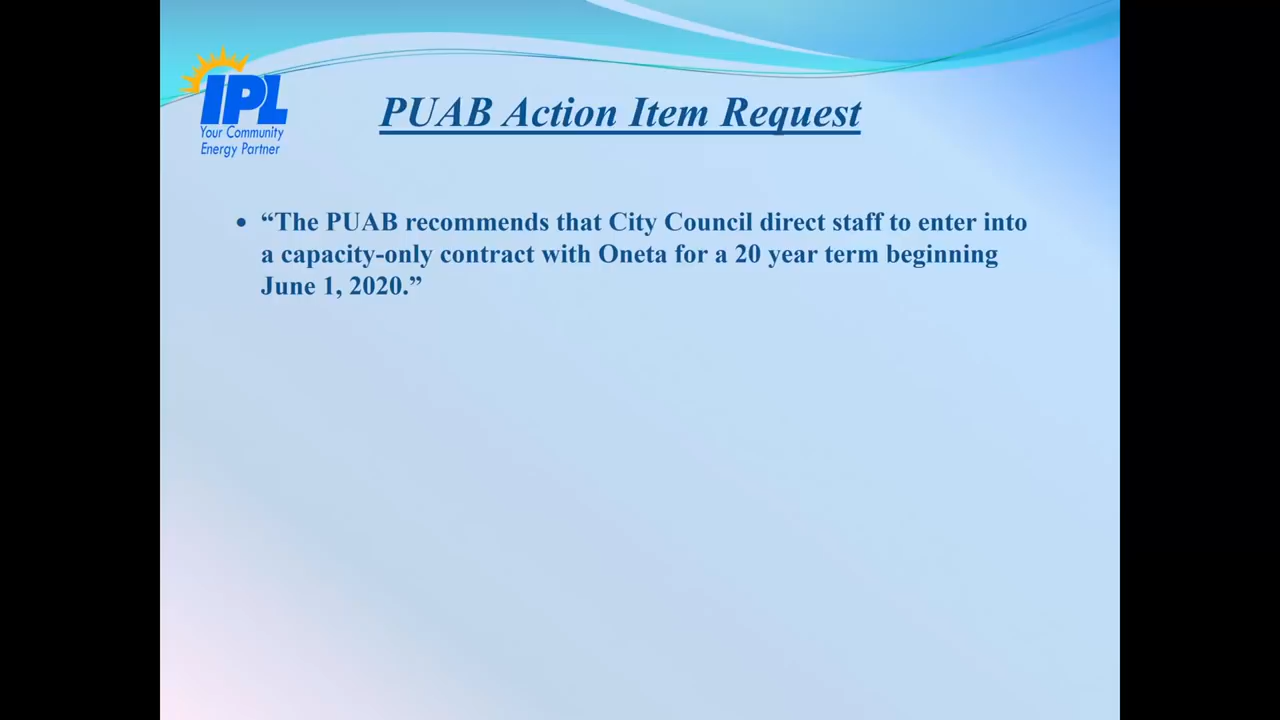 IPL
Your Community
Energy Partner
PUAB Action Item Request
• “The PUAB recommends that City Council direct staff to enter into
a capacity-only contract with Oneta for a 20 year term beginning
June 1, 2020.”